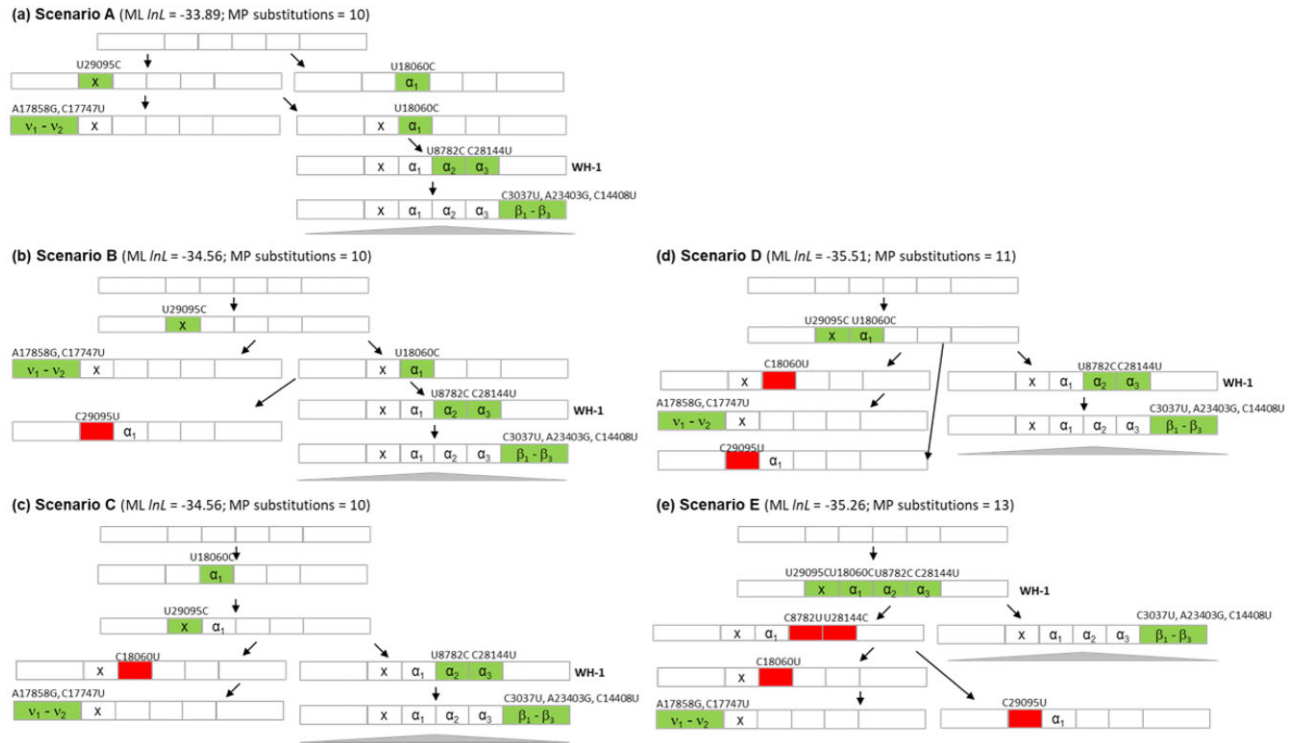 (a) Scenario A (ML lnL = -33.89; MP substitutions = 10)
U29095C
U18060C
x
α1
A17858G, C17747U
U18060C
ν1 - ν2 x
x α1
U8782C C28144U
x α1 α2 α3 WH-1
C3037U, A23403G, C14408U
x α1 α2 α3 β1 - β3
(b) Scenario B (ML lnL = -34.56; MP substitutions = 10)
U29095C
x
A17858G, C17747U
U18060C
ν1 - ν2 x
x α1
U8782C C28144U
x α1 α2 α3 WH-1
C29095U
α1
C3037U, A23403G, C14408U
x α1 α2 α3 β1 - β3
(c) Scenario C (ML lnL = -34.56; MP substitutions = 10)
U18060C
α1
U29095C
x α1
C18060U
x
U8782C C28144U
x α1 α2 α3 WH-1
A17858G, C17747U
ν1 - ν2 x
C3037U, A23403G, C14408U
x α1 α2 α3 β1 - β3
(d) Scenario D (ML lnL = -35.51; MP substitutions = 11)
U29095C U18060C
x α1
C18060U
x
U8782C C28144U
x α1 α2 α3 WH-1
A17858G, C17747U
ν1 - ν2 x
C3037U, A23403G, C14408U
x α1 α2 α3 β1 - β3
C29095U
α1
(e) Scenario E (ML lnL = -35.26; MP substitutions = 13)
U29095CU18060CU8782C C28144U
x α1 α2 α3 WH-1
C8782U U28144C
x α1
C3037U, A23403G, C14408U
x α1 α2 α3 β1 - β3
C18060U
x
A17858G, C17747U
ν1 - ν2 x
C29095U
α1